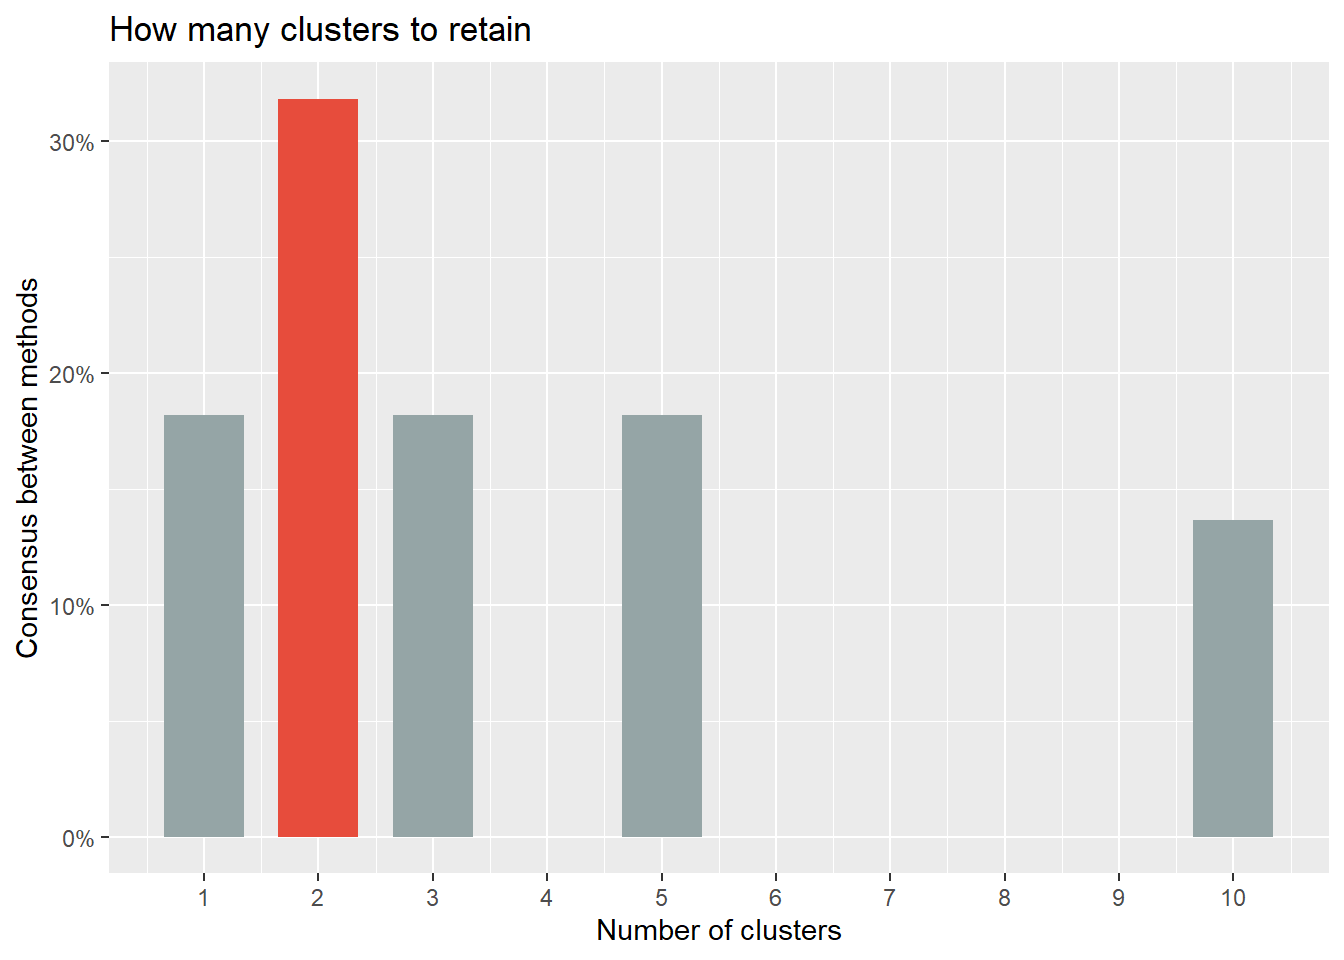 How many clusters to retain
Consensus between methods
30%
20%
10%
0%
1 2 3 4 5 6 7 8 9 10
Number of clusters